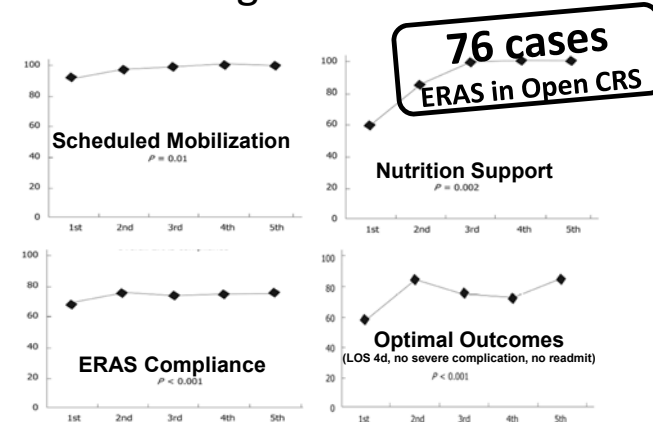 76 cases
ERAS in Open CRS
100
80
60
40
20
0
Scheduled Mobilization
P = 0.01
1st 2nd 3rd 4th 5th
100
80
60
40
20
0
Nutrition Support
P = 0.002
1st 2nd 3rd 4th 5th
100
80
60
40
20
0
ERAS Compliance
P < 0.001
1st 2nd 3rd 4th 5th
100
80
60
40
20
0
Optimal Outcomes
(LOS 4d, no severe complication, no readmit)
P < 0.001
1st 2nd 3rd 4th 5th